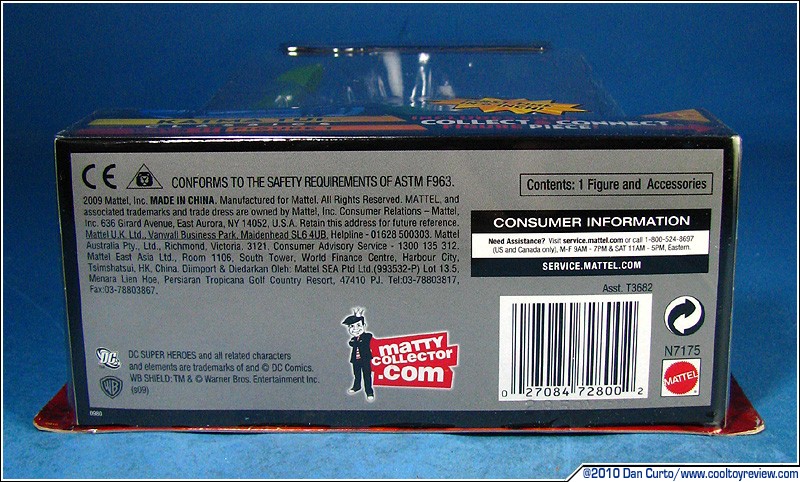 COLLECT CONNECT
FIGURE PIECE!
CE
CONFORMS TO THE SAFETY REQUIREMENTS OF ASTM F963.
2009 Mattel, Inc. MADE IN CHINA. Manufactured for Mattel. All Rights Reserved. MATTEL, and
associated trademarks and trade dress are owned by Mattel, Inc. Consumer Relations – Mattel,
Inc. 636 Girard Avenue, East Aurora, NY 14052, U.S.A. Retain this address for future reference.
Mattel U.K. Ltd., Vanwall Business Park, Maidenhead SL6 4UB. Helpline - 01628 500303. Mattel
Australia Pty., Ltd., Richmond, Victoria. 3121. Consumer Advisory Service - 1300 135 312.
Mattel East Asia Ltd., Room 1106, South Tower, World Finance Centre, Harbour City,
Tsimshatsui, HK, China. Diimport & Diedarkan Oleh: Mattel SEA Ptd Ltd.(993532-P) Lot 13.5,
Menara Lien Hoe, Persiaran Tropicana Golf Country Resort, 47410 PJ. Tel:03-78803817,
Fax:03-78803867.
Contents: 1 Figure and Accessories
CONSUMER INFORMATION
Need Assistance? Visit service.mattel.com or call 1-800-524-8697
(US and Canada only), M-F 9AM - 7PM & SAT 11AM - 5PM, Eastern.
SERVICE.MATTEL.COM
Asst. T3682
N7175
MATTEL
0 27084 72800 2
DC
DC SUPER HEROES and all related characters
and elements are trademarks of and © DC Comics.
WB SHIELD: TM & © Warner Bros. Entertainment Inc.
(s09)
WB
matty
collector
.com
0980
©2010 Dan Curto/www.cooltoyreview.com